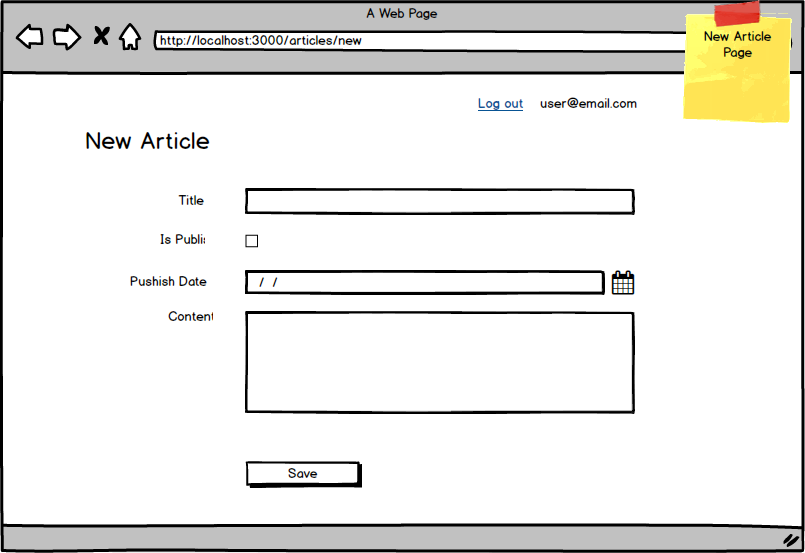 A Web Page
http://localhost:3000/articles/new
New Article
Page
Log out user@email.com
New Article
Title
Is Publi
Pushish Date
/ /
Content
Save